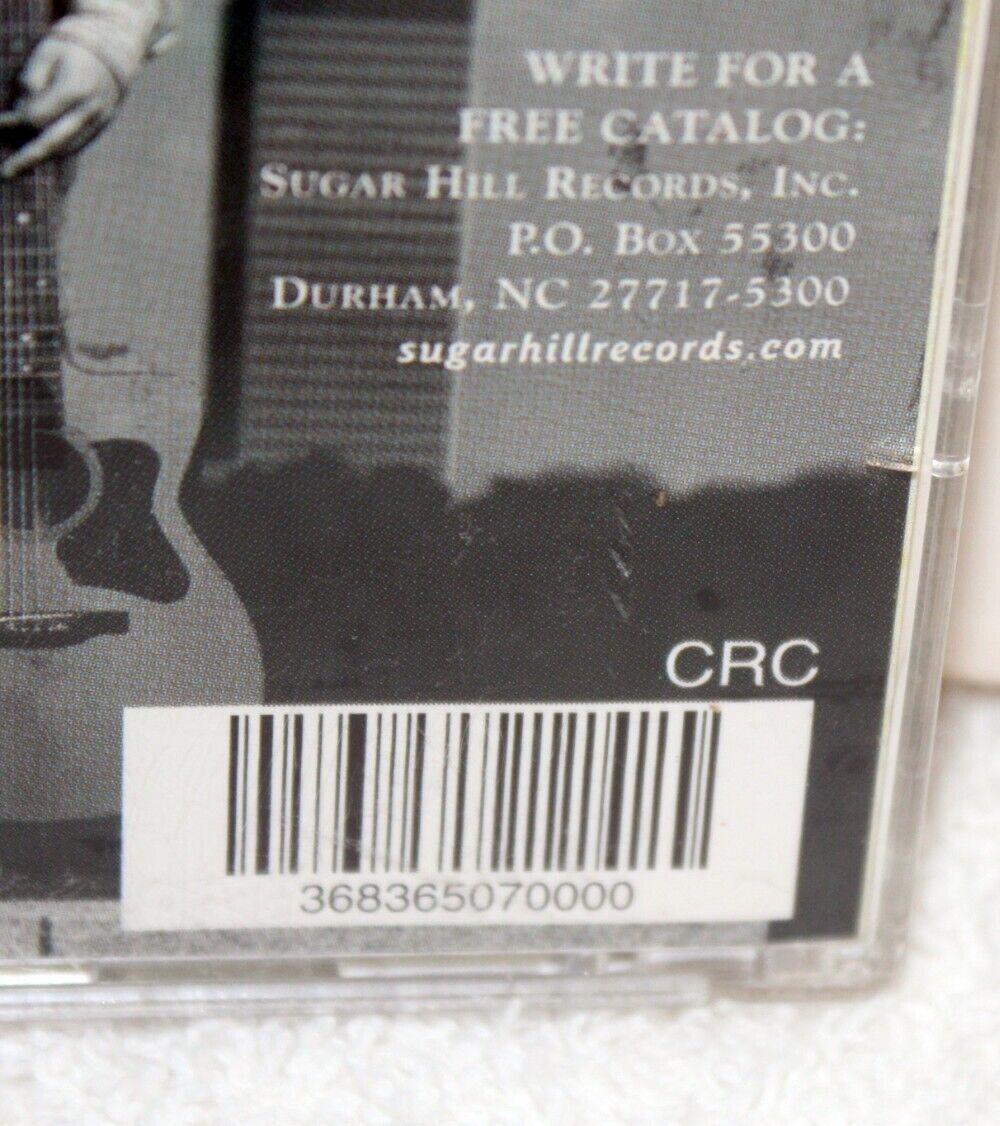 WRITE FOR A
FREE CATALOG:
SUGAR HILL RECORDS, INC.
P.O. BOX 55300
DURHAM, NC 27717-5300
sugarhillrecords.com
CRC
368365070000